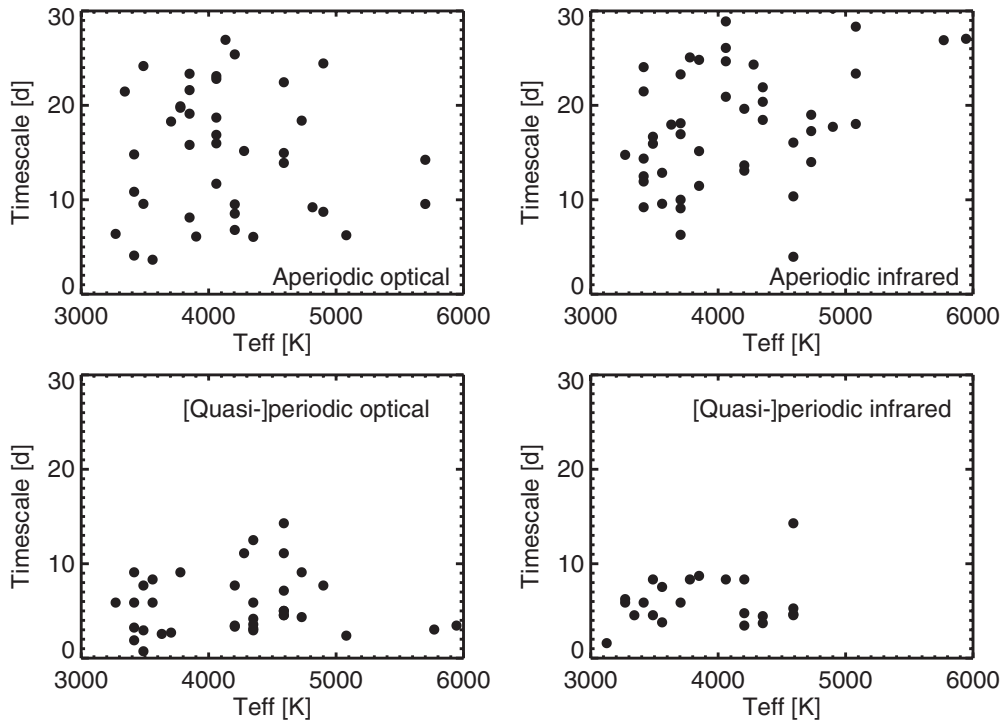 30
20
10
0
Timescale [d]
Aperiodic optical
3000 4000 5000 6000
Teff [K]
30
20
10
0
Timescale [d]
Aperiodic infrared
3000 4000 5000 6000
Teff [K]
30
20
10
0
Timescale [d]
[Quasi-]periodic optical
3000 4000 5000 6000
Teff [K]
30
20
10
0
Timescale [d]
[Quasi-]periodic infrared
3000 4000 5000 6000
Teff [K]